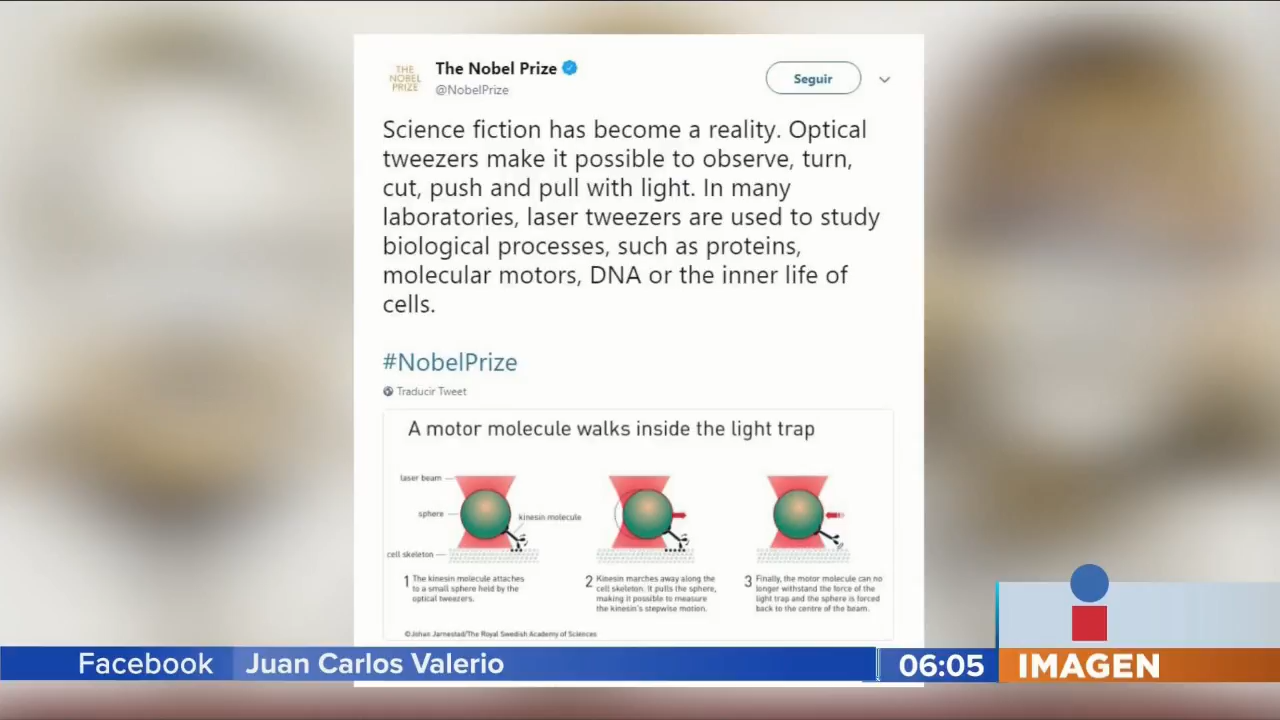 THE
NOBEL
PRIZE
The Nobel Prize
@NobelPrize
Seguir
Science fiction has become a reality. Optical
tweezers make it possible to observe, turn,
cut, push and pull with light. In many
laboratories, laser tweezers are used to study
biological processes, such as proteins,
molecular motors, DNA or the inner life of
cells.
#NobelPrize
Traducir Tweet
A motor molecule walks inside the light trap
laser beam
sphere
kinesin molecule
cell skeleton
1 The kinesin molecule attaches
to a small sphere held by the
optical tweezers.
2 Kinesin marches away along the
cell skeleton. It pulls the sphere,
making it possible to measure
the kinesin's stepwise motion.
3 Finally, the motor molecule can no
longer withstand the force of the
light trap and the sphere is forced
back to the centre of the beam.
©Johan Jarnestad/The Royal Swedish Academy of Sciences
Facebook Juan Carlos Valerio
06:05
IMAGEN